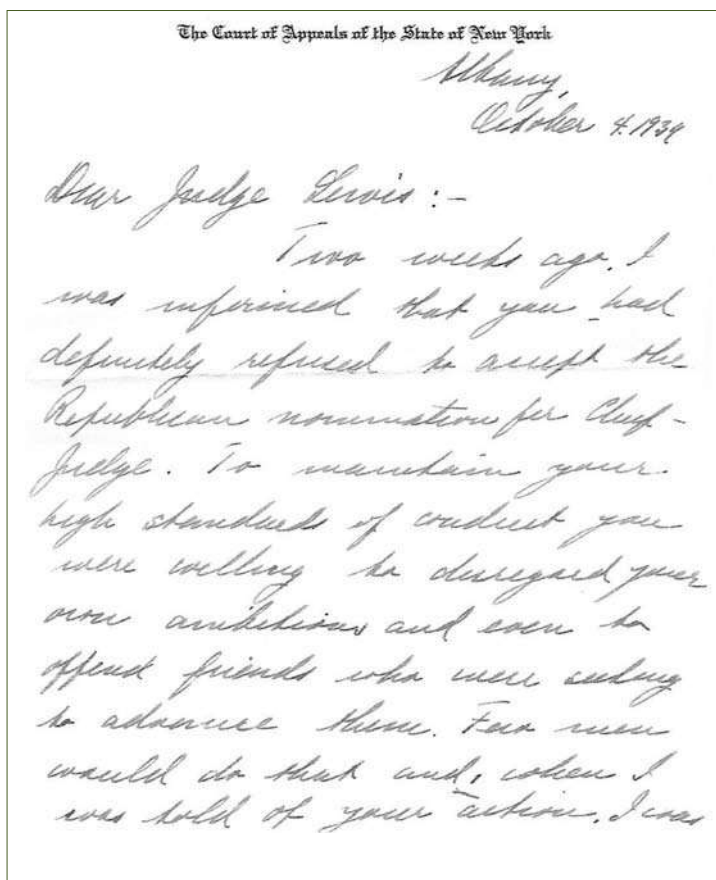 The Court of Appeals of the State of New York
Albany,
October 4. 1939
Dear Judge Lewis:-
Two weeks ago, I
was informed that you had
definitely refused to accept the
Republican nomination for Chief-
Judge. To maintain your
high standards of conduct you
were willing to disregard your
own ambitions and even to
offend friends who were seeking
to advance them. Few men
would do that and, when I
was told of your action, I was